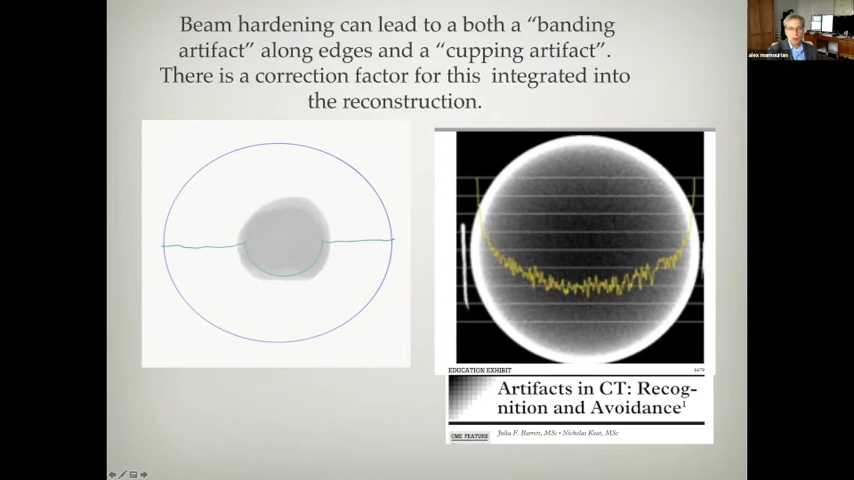 Beam hardening can lead to a both a “banding
artifact” along edges and a “cupping artifact”.
There is a correction factor for this integrated into
the reconstruction.
alex mamourian
EDUCATION EXHIBIT
1679
Artifacts in CT: Recog-
nition and Avoidance¹
CME FEATURE
Julia F. Barrett, MSc • Nicholas Keat, MSc